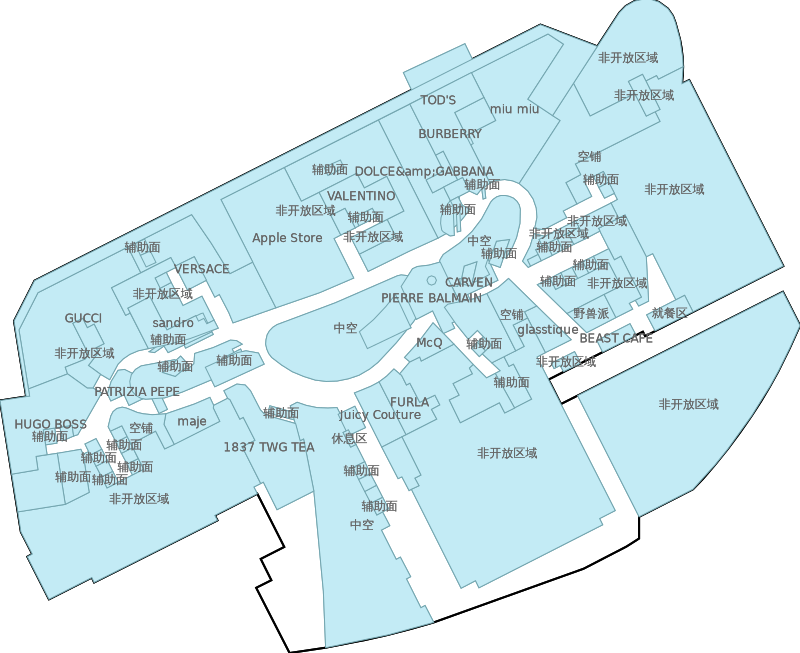 非开放区域
非开放区域
TOD'S
miu miu
BURBERRY
空铺
辅助面
DOLCE&amp;GABBANA
辅助面
辅助面
非开放区域
VALENTINO
非开放区域
辅助面
辅助面
非开放区域
Apple Store
非开放区域
非开放区域
中空
辅助面
辅助面
辅助面
VERSACE
辅助面
CARVEN
辅助面
非开放区域
非开放区域
PIERRE BALMAIN
GUCCI
sandro
中空
空铺
野兽派
就餐区
glasstique
辅助面
McQ
辅助面
BEAST CAFE
非开放区域
辅助面
辅助面
非开放区域
辅助面
PATRIZIA PEPE
FURLA
非开放区域
辅助面
Juicy Couture
HUGO BOSS
maje
空铺
辅助面
休息区
辅助面
1837 TWG TEA
非开放区域
辅助面
辅助面
辅助面
辅助面
辅助面
非开放区域
辅助面
中空